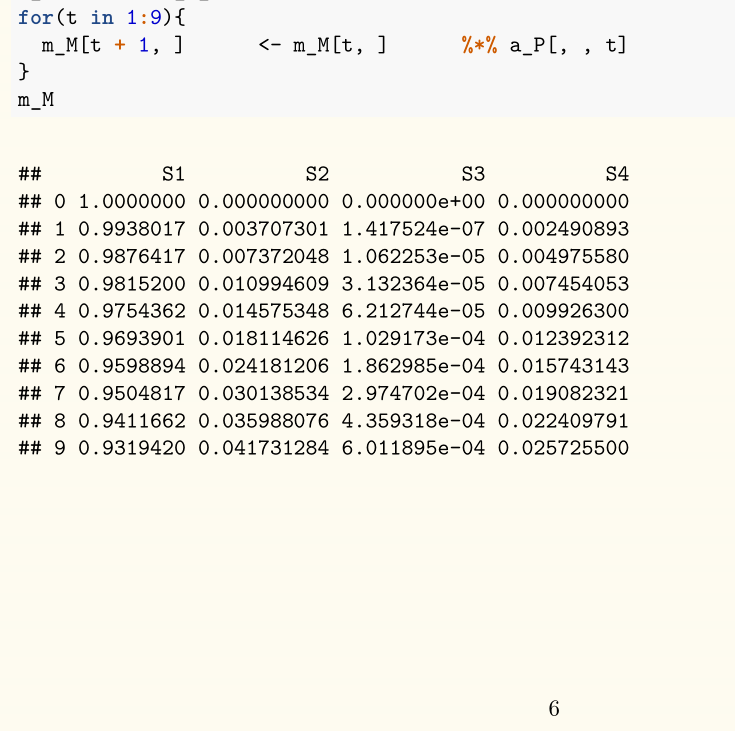 for(t in 1:9){
  m_M[t + 1, ]      <- m_M[t, ]      %*% a_P[, , t]
}
m_M
##          S1          S2           S3          S4
## 0 1.0000000 0.000000000 0.000000e+00 0.000000000
## 1 0.9938017 0.003707301 1.417524e-07 0.002490893
## 2 0.9876417 0.007372048 1.062253e-05 0.004975580
## 3 0.9815200 0.010994609 3.132364e-05 0.007454053
## 4 0.9754362 0.014575348 6.212744e-05 0.009926300
## 5 0.9693901 0.018114626 1.029173e-04 0.012392312
## 6 0.9598894 0.024181206 1.862985e-04 0.015743143
## 7 0.9504817 0.030138534 2.974702e-04 0.019082321
## 8 0.9411662 0.035988076 4.359318e-04 0.022409791
## 9 0.9319420 0.041731284 6.011895e-04 0.025725500
6